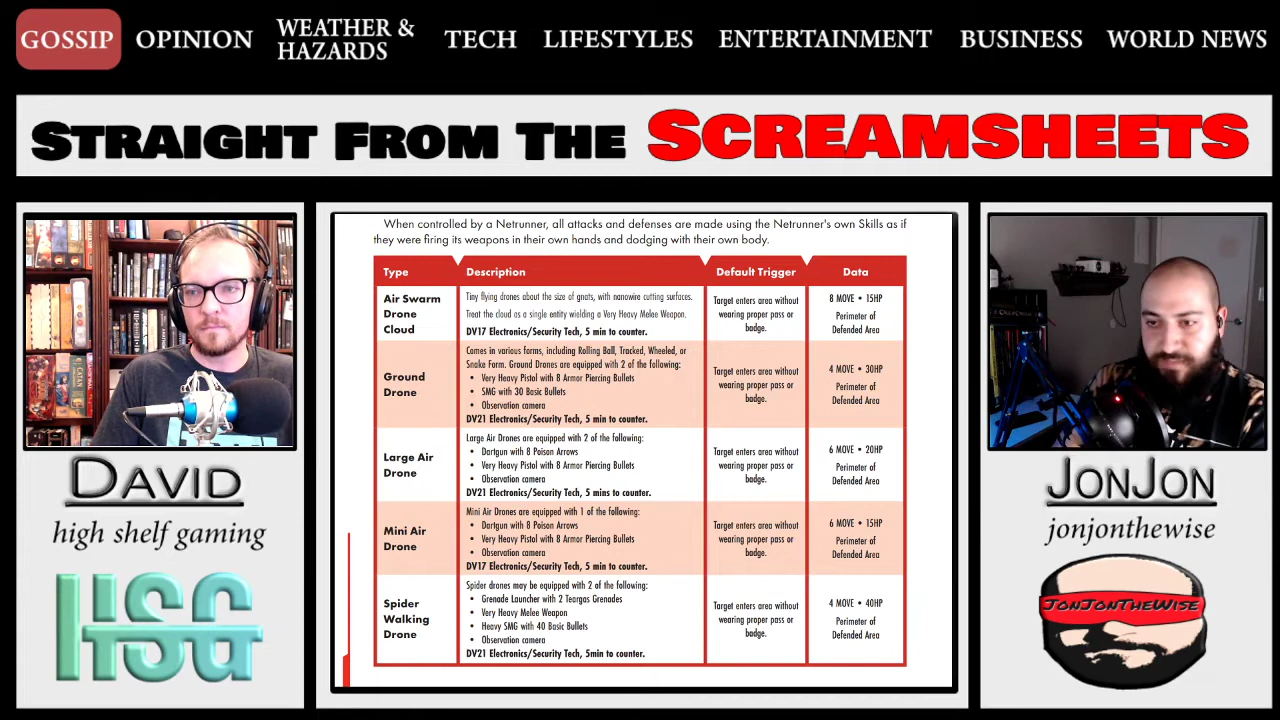 GOSSIP
OPINION
WEATHER &
HAZARDS
TECH
LIFESTYLES
ENTERTAINMENT
BUSINESS
WORLD NEWS
STRAIGHT FROM THE SCREAMSHEETS
When controlled by a Netrunner, all attacks and defenses are made using the Netrunner's own Skills as if
they were firing its weapons in their own hands and dodging with their own body.
Type
Description
Default Trigger
Data
Air Swarm
Drone
Cloud
Tiny flying drones about the size of gnats, with nanowire cutting surfaces.
Treat the cloud as a single entity wielding a Very Heavy Melee Weapon.
DV17 Electronics/Security Tech, 5 min to counter.
Target enters area without
wearing proper pass or
badge.
8 MOVE • 15HP
Perimeter of
Defended Area
Ground
Drone
Comes in various forms, including Rolling Ball, Tracked, Wheeled, or
Snake Form. Ground Drones are equipped with 2 of the following:
• Very Heavy Pistol with 8 Armor Piercing Bullets
• SMG with 30 Basic Bullets
• Observation camera
DV21 Electronics/Security Tech, 5 min to counter.
Target enters area without
wearing proper pass or
badge.
4 MOVE • 30HP
Perimeter of
Defended Area
Large Air
Drone
Large Air Drones are equipped with 2 of the following:
• Dartgun with 8 Poison Arrows
• Very Heavy Pistol with 8 Armor Piercing Bullets
• Observation camera
DV21 Electronics/Security Tech, 5 mins to counter.
Target enters area without
wearing proper pass or
badge.
6 MOVE • 20HP
Perimeter of
Defended Area
Mini Air
Drone
Mini Air Drones are equipped with 1 of the following:
• Dartgun with 8 Poison Arrows
• Very Heavy Pistol with 8 Armor Piercing Bullets
• Observation camera
DV17 Electronics/Security Tech, 5 min to counter.
Target enters area without
wearing proper pass or
badge.
6 MOVE • 15HP
Perimeter of
Defended Area
Spider
Walking
Drone
Spider drones may be equipped with 2 of the following:
• Grenade Launcher with 2 Teargas Grenades
• Very Heavy Melee Weapon
• Heavy SMG with 40 Basic Bullets
• Observation camera
DV21 Electronics/Security Tech, 5min to counter.
Target enters area without
wearing proper pass or
badge.
4 MOVE • 40HP
Perimeter of
Defended Area
DAVID
high shelf gaming
HSG
JONJON
jonjonthewise
JONJONTHEWISE